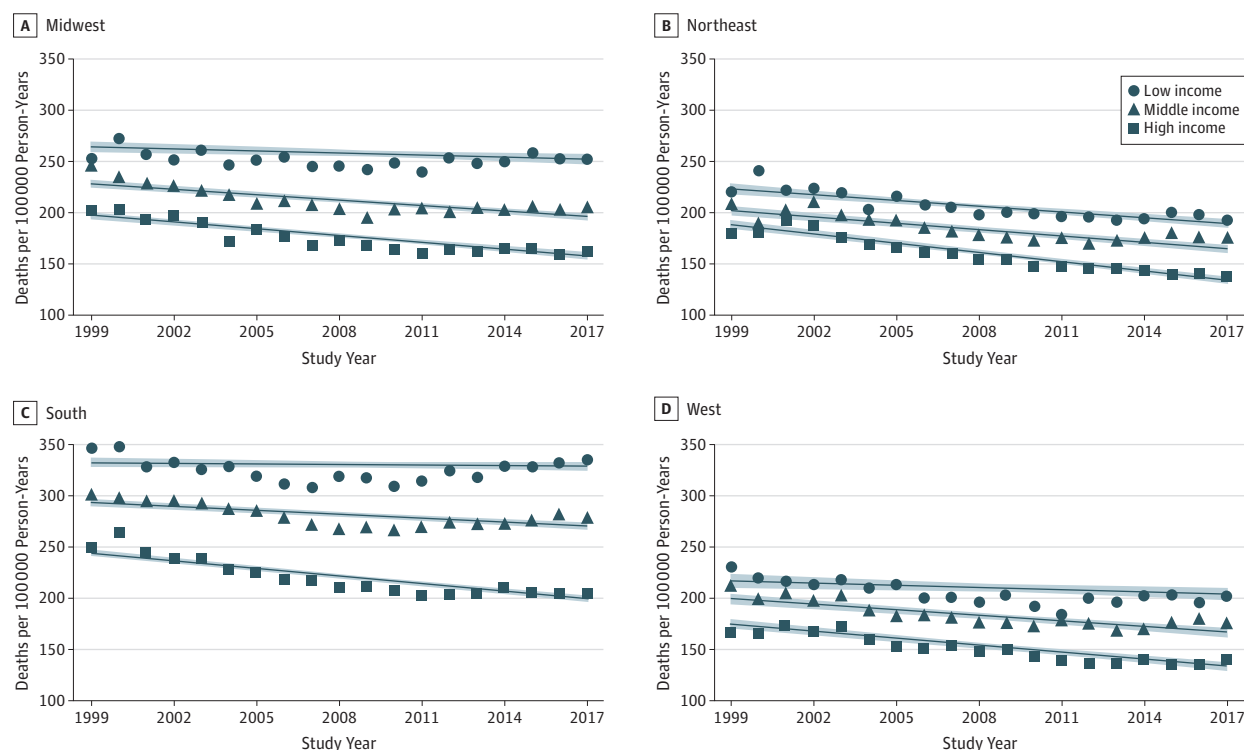 A Midwest
350
300
250
200
150
100
Deaths per 100 000 Person-Years
1999 2002 2005 2008 2011 2014 2017
Study Year
B Northeast
350
300
250
200
150
100
Deaths per 100 000 Person-Years
1999 2002 2005 2008 2011 2014 2017
Study Year
Low income
Middle income
High income
C South
350
300
250
200
150
100
Deaths per 100 000 Person-Years
1999 2002 2005 2008 2011 2014 2017
Study Year
D West
350
300
250
200
150
100
Deaths per 100 000 Person-Years
1999 2002 2005 2008 2011 2014 2017
Study Year